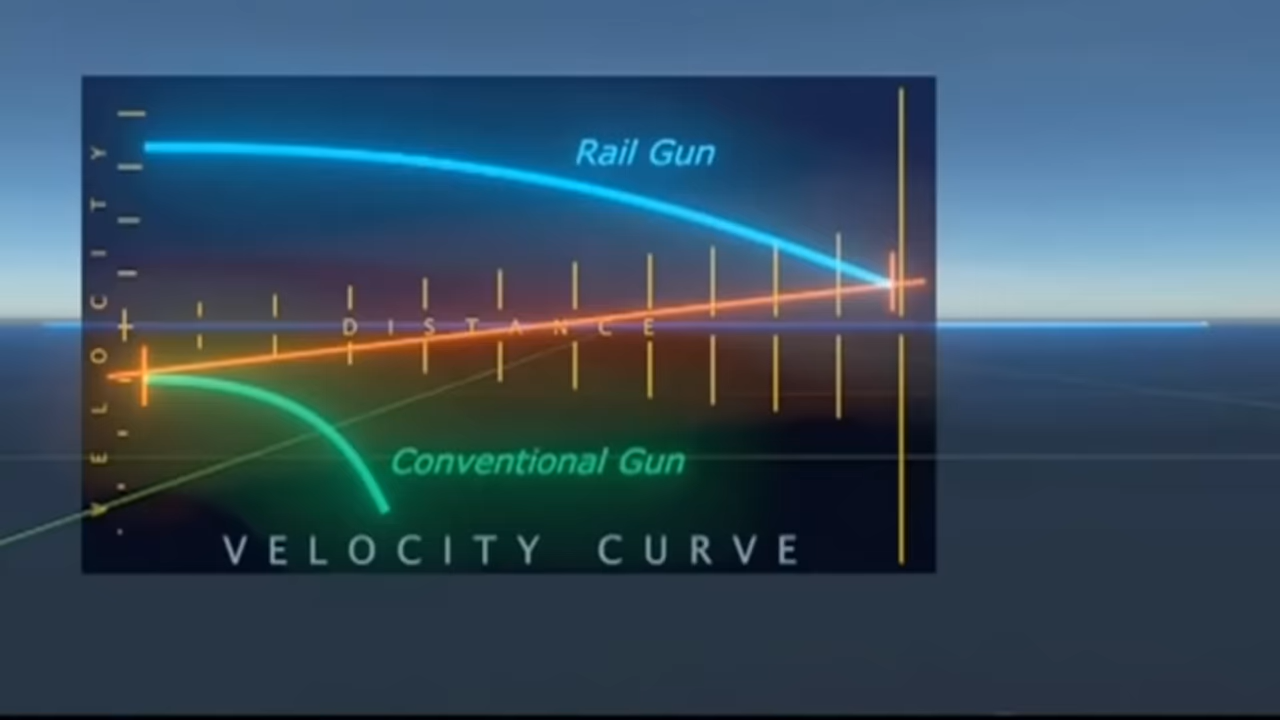 Rail Gun
VELOCITY
DISTANCE
Conventional Gun
VELOCITY CURVE